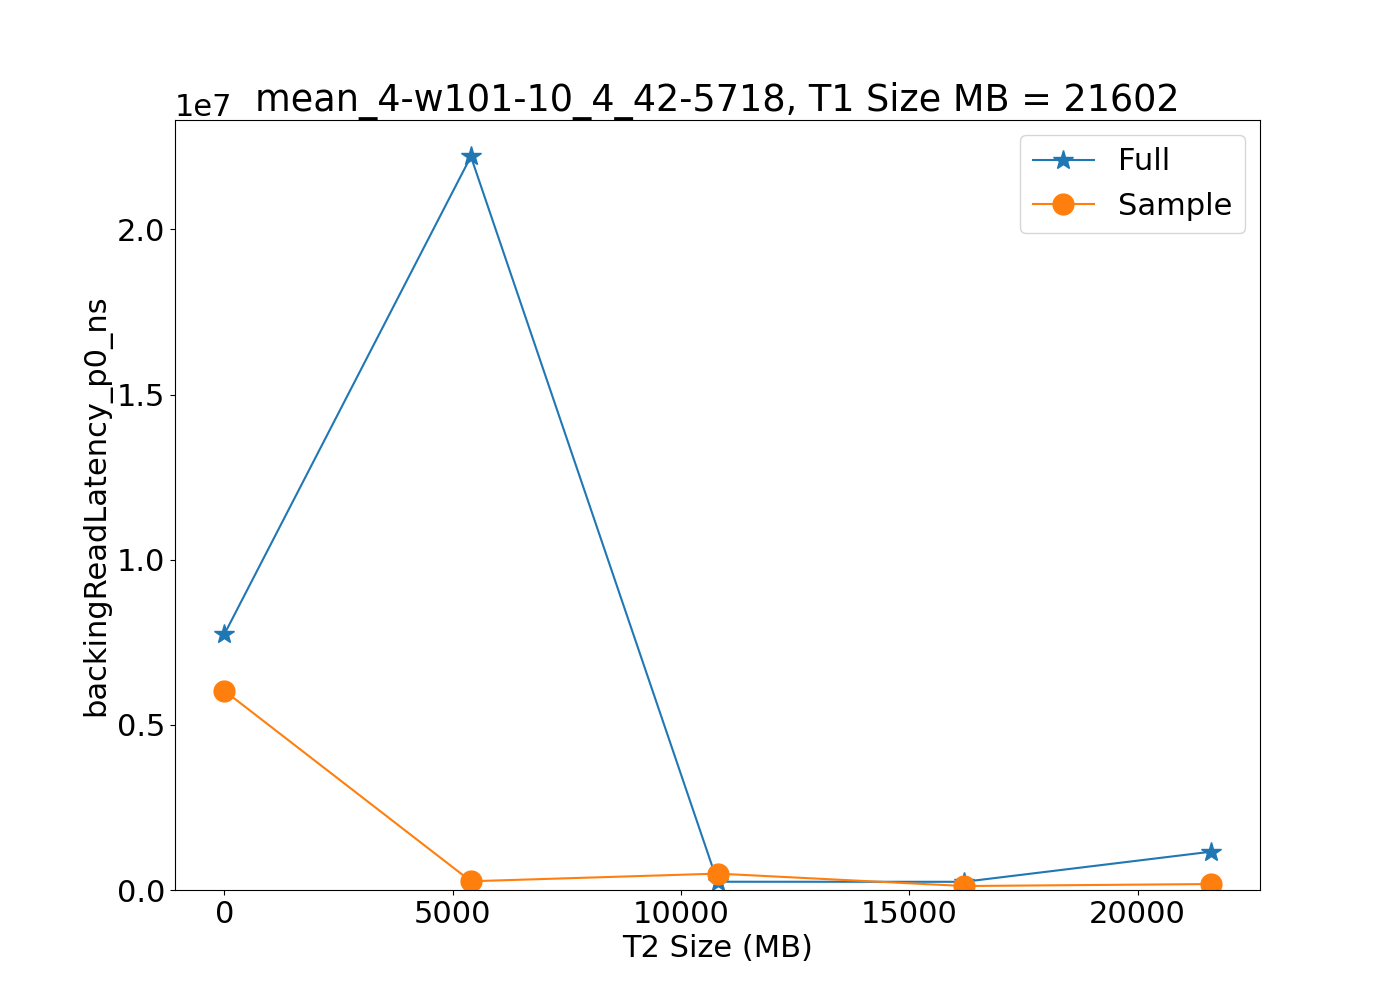 1e7
mean_4-w101-10_4_42-5718, T1 Size MB = 21602
Full
Sample
backingReadLatency_p0_ns
2.0
1.5
1.0
0.5
0.0
0
5000
10000
15000
20000
T2 Size (MB)